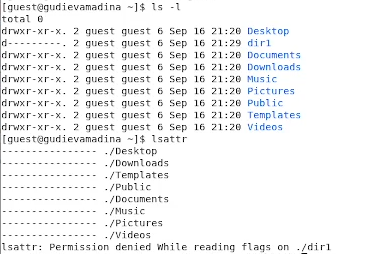 [guest@gudievamadina ~]$ ls -l
total 0
drwxr-xr-x. 2 guest guest 6 Sep 16 21:20 Desktop
d---------. 2 guest guest 6 Sep 16 21:29 dir1
drwxr-xr-x. 2 guest guest 6 Sep 16 21:20 Documents
drwxr-xr-x. 2 guest guest 6 Sep 16 21:20 Downloads
drwxr-xr-x. 2 guest guest 6 Sep 16 21:20 Music
drwxr-xr-x. 2 guest guest 6 Sep 16 21:20 Pictures
drwxr-xr-x. 2 guest guest 6 Sep 16 21:20 Public
drwxr-xr-x. 2 guest guest 6 Sep 16 21:20 Templates
drwxr-xr-x. 2 guest guest 6 Sep 16 21:20 Videos
[guest@gudievamadina ~]$ lsattr
---------------- ./Desktop
---------------- ./Downloads
---------------- ./Templates
---------------- ./Public
---------------- ./Documents
---------------- ./Music
---------------- ./Pictures
---------------- ./Videos
lsattr: Permission denied While reading flags on ./dir1